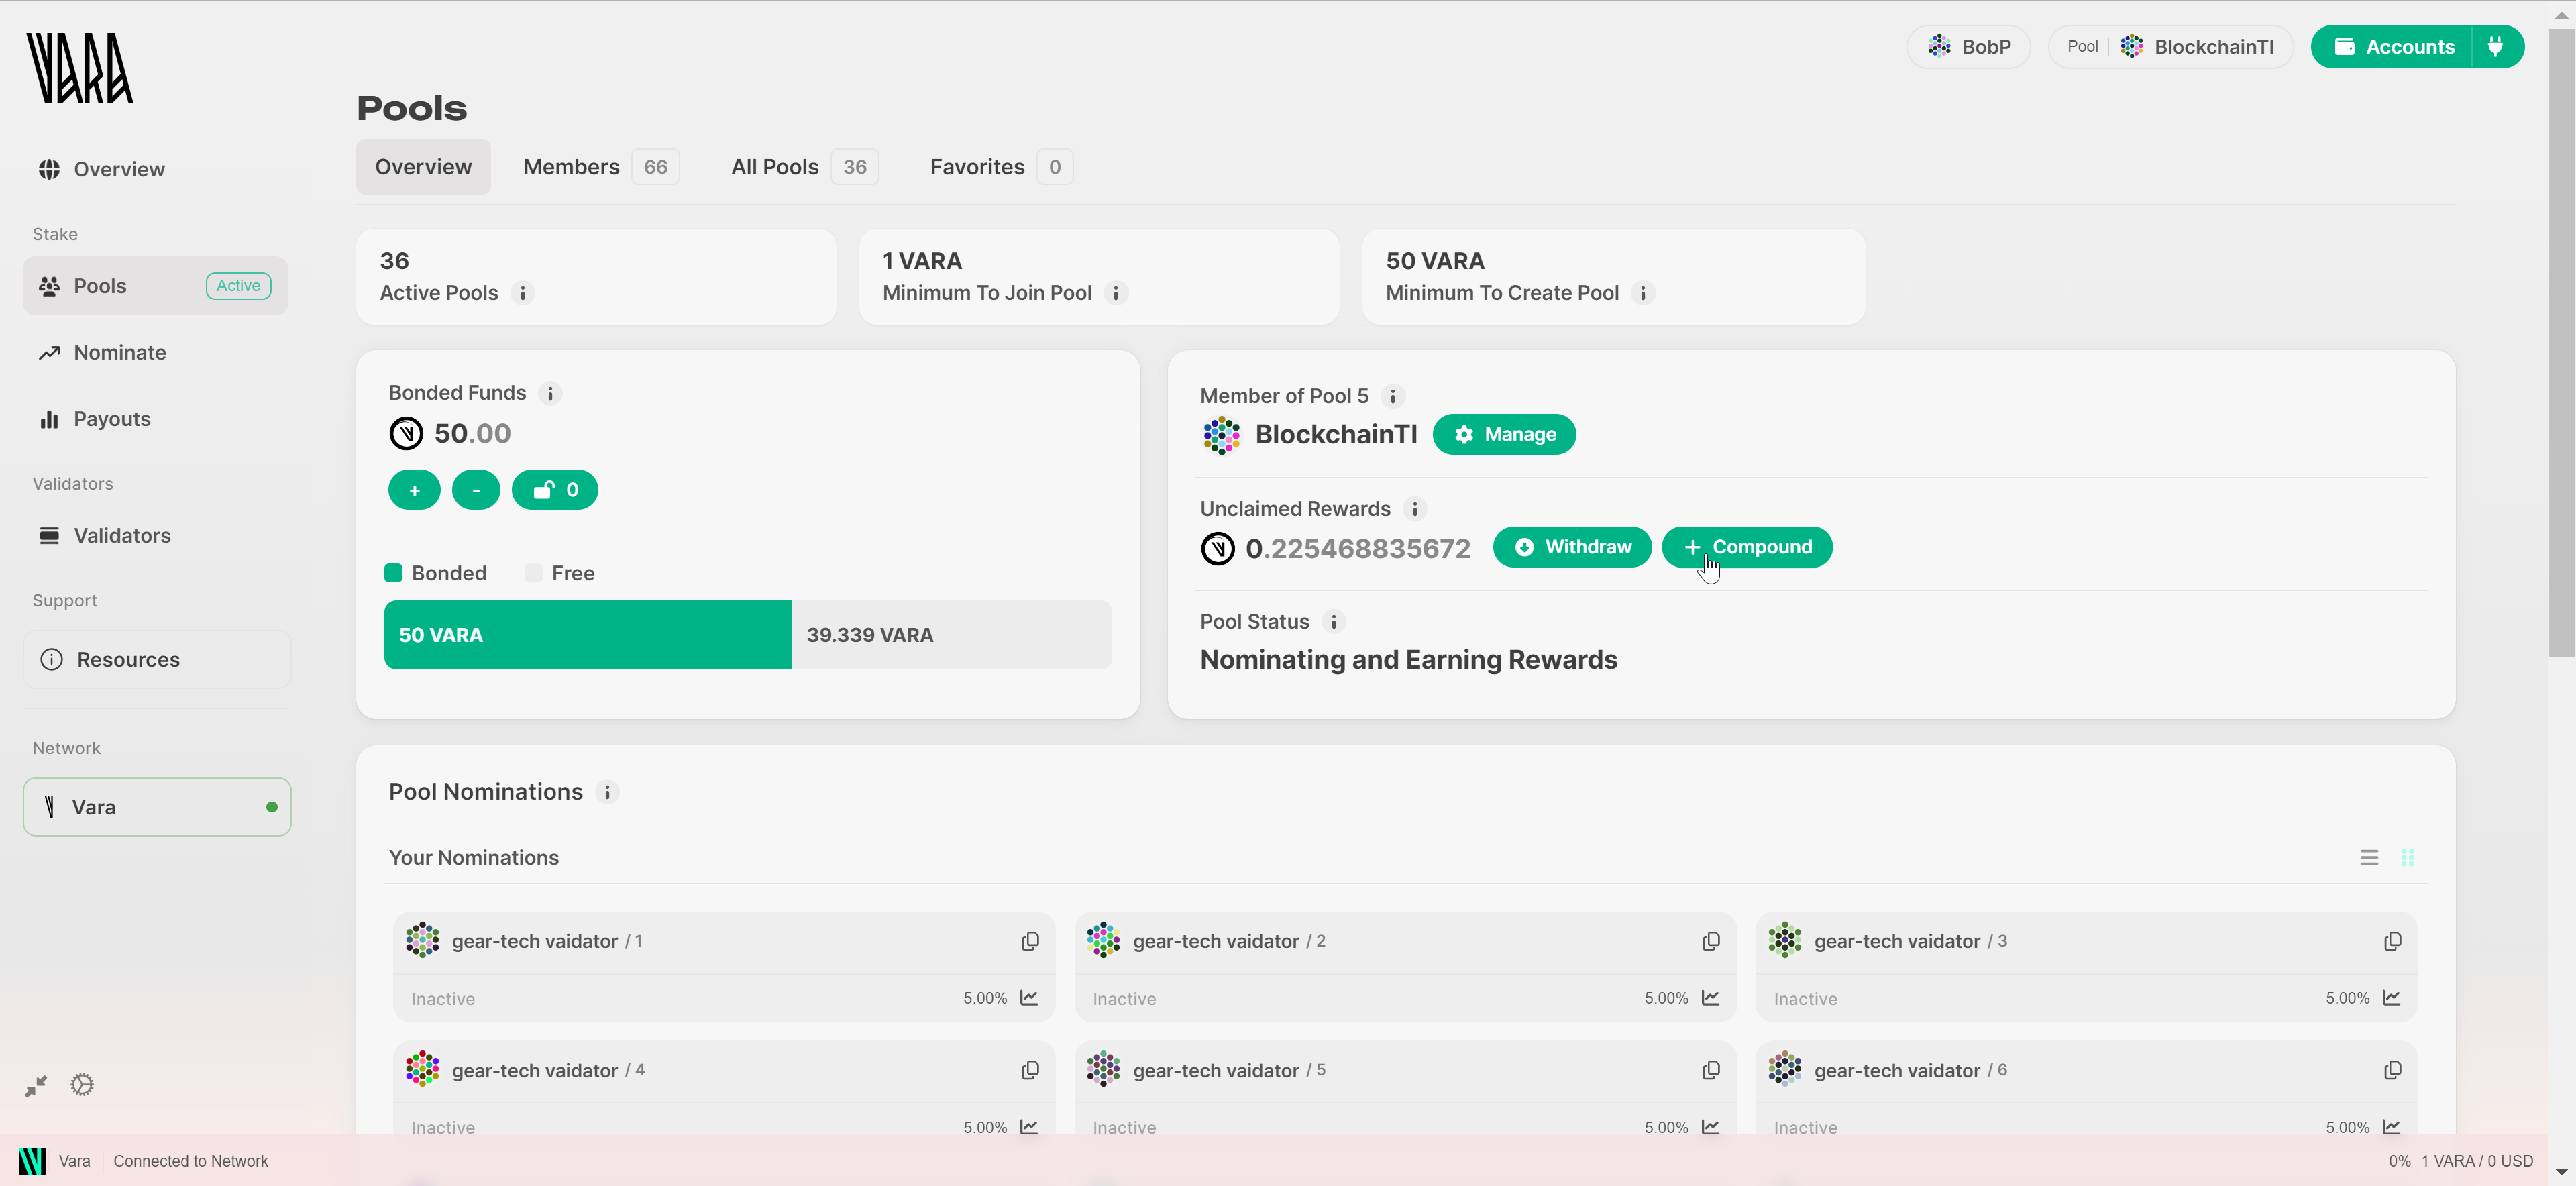 VARA
BobP
Pool
BlockchainTI
Accounts
Pools
Overview
Members 66
All Pools 36
Favorites 0
Overview
Stake
Pools
Active
Nominate
Payouts
Validators
Validators
Support
Resources
Network
Vara
36
Active Pools
1 VARA
Minimum To Join Pool
50 VARA
Minimum To Create Pool
Bonded Funds
50.00
+
-
0
Bonded
Free
50 VARA
39.339 VARA
Member of Pool 5
BlockchainTI
Manage
Unclaimed Rewards
0.225468835672
Withdraw
+ Compound
Pool Status
Nominating and Earning Rewards
Pool Nominations
Your Nominations
gear-tech vaidator / 1
Inactive
5.00%
gear-tech vaidator / 2
Inactive
5.00%
gear-tech vaidator / 3
Inactive
5.00%
gear-tech vaidator / 4
Inactive
5.00%
gear-tech vaidator / 5
Inactive
5.00%
gear-tech vaidator / 6
Inactive
5.00%
Vara
Connected to Network
0%
1 VARA / 0 USD